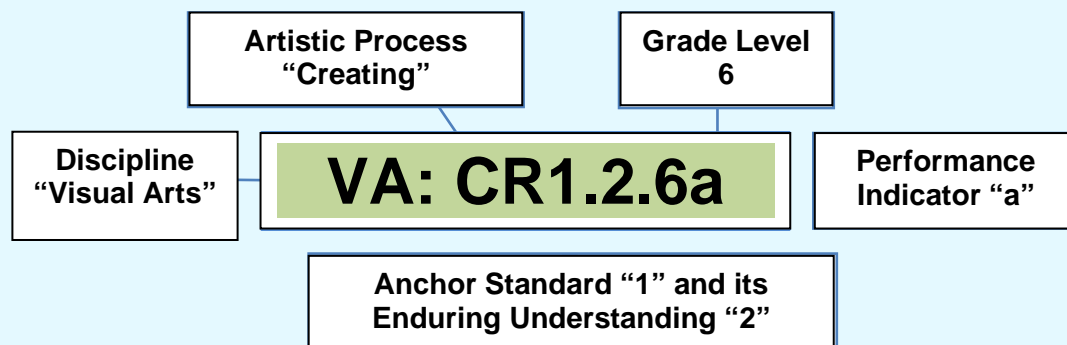 Artistic Process
“Creating”
Grade Level
6
Discipline
“Visual Arts”
VA: CR1.2.6a
Performance
Indicator “a”
Anchor Standard “1” and its
Enduring Understanding “2”